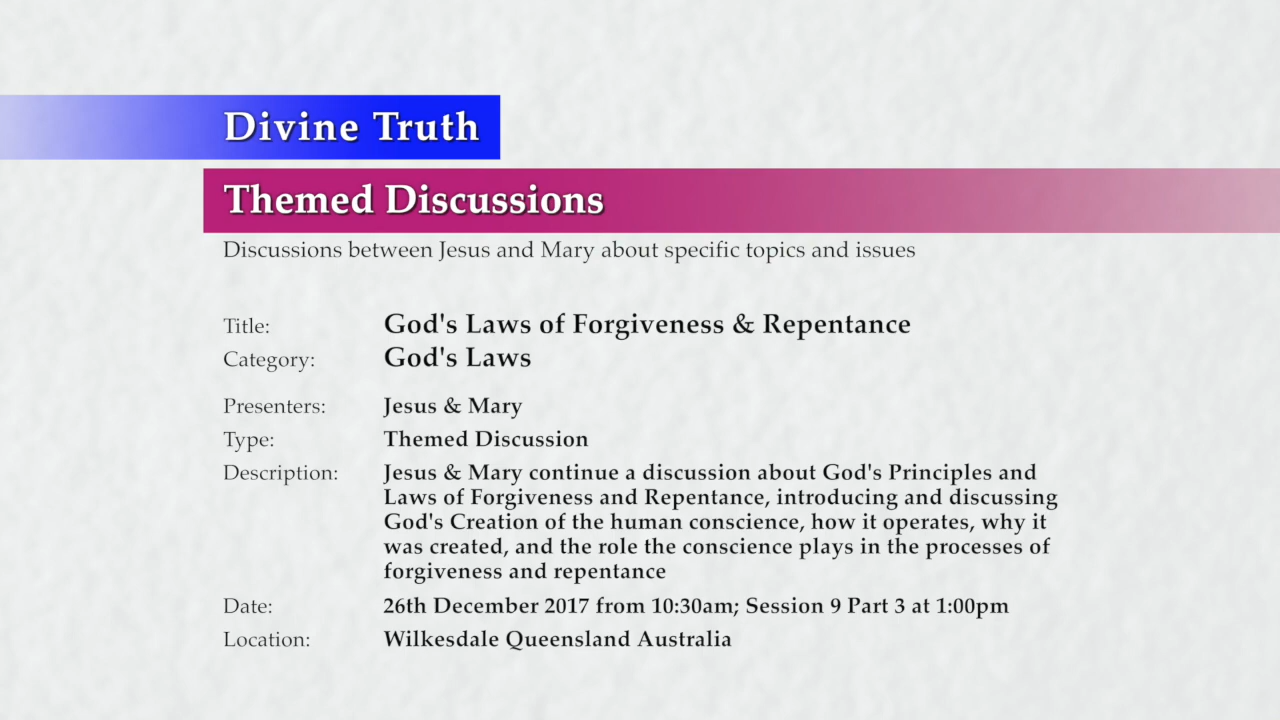 Divine Truth
Themed Discussions
Discussions between Jesus and Mary about specific topics and issues
Title: God's Laws of Forgiveness & Repentance
Category: God's Laws
Presenters: Jesus & Mary
Type: Themed Discussion
Description: Jesus & Mary continue a discussion about God's Principles and
Laws of Forgiveness and Repentance, introducing and discussing
God's Creation of the human conscience, how it operates, why it
was created, and the role the conscience plays in the processes of
forgiveness and repentance
Date: 26th December 2017 from 10:30am; Session 9 Part 3 at 1:00pm
Location: Wilkesdale Queensland Australia